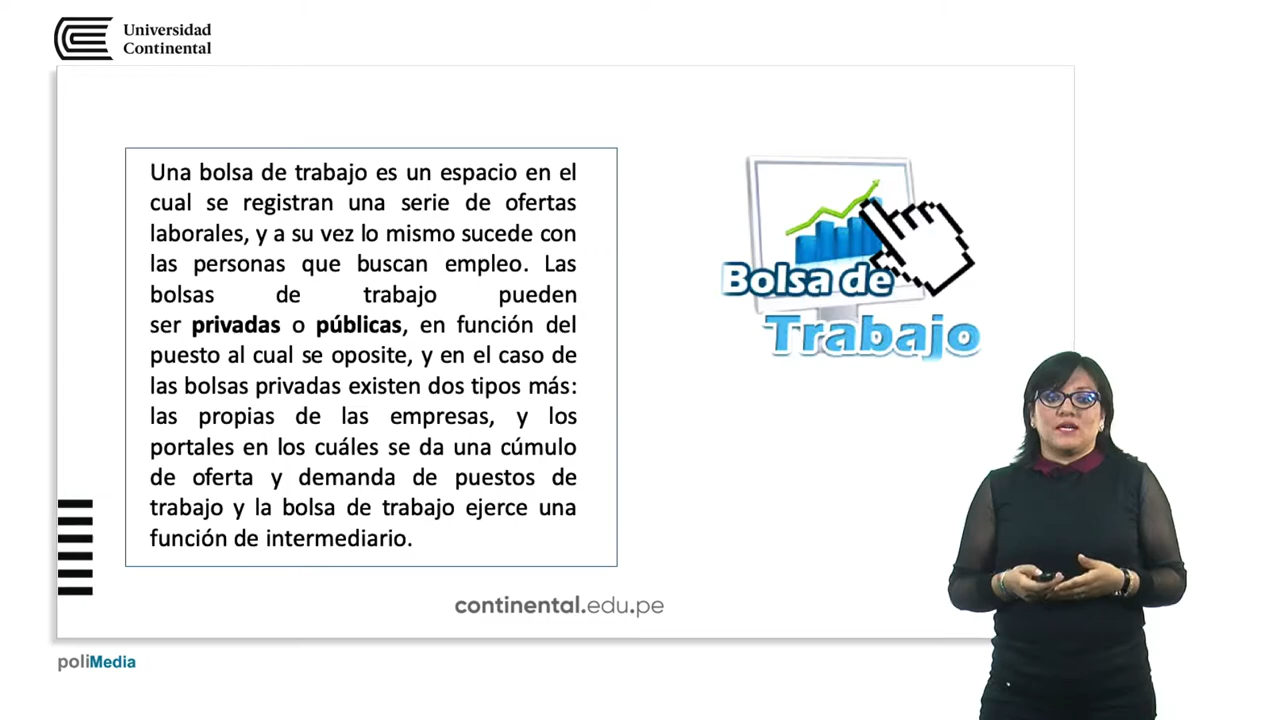 Universidad
Continental
Una bolsa de trabajo es un espacio en el
cual se registran una serie de ofertas
laborales, y a su vez lo mismo sucede con
las personas que buscan empleo. Las
bolsas de trabajo pueden
ser privadas o públicas, en función del
puesto al cual se oposite, y en el caso de
las bolsas privadas existen dos tipos más:
las propias de las empresas, y los
portales en los cuáles se da una cúmulo
de oferta y demanda de puestos de
trabajo y la bolsa de trabajo ejerce una
función de intermediario.
Bolsa de
Trabajo
continental.edu.pe
poliMedia